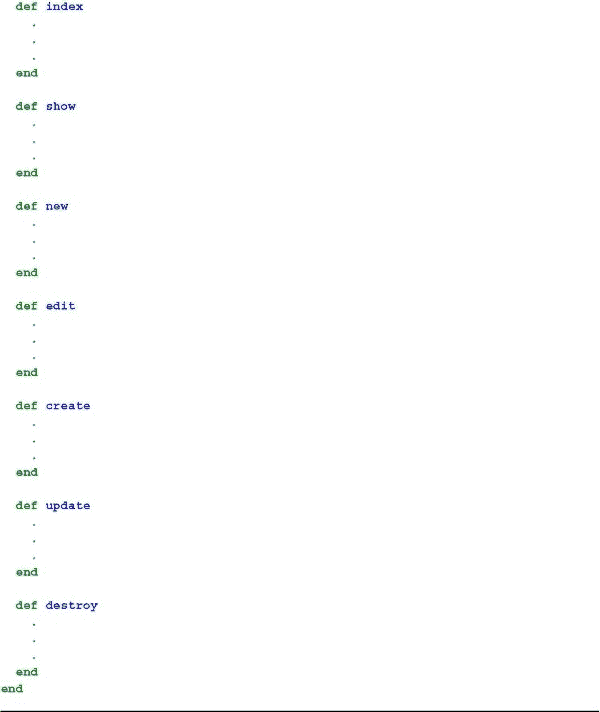 def index
.
.
.
end
def show
.
.
.
end
def new
.
.
.
end
def edit
.
.
.
end
def create
.
.
.
end
def update
.
.
.
end
def destroy
.
.
.
end
end